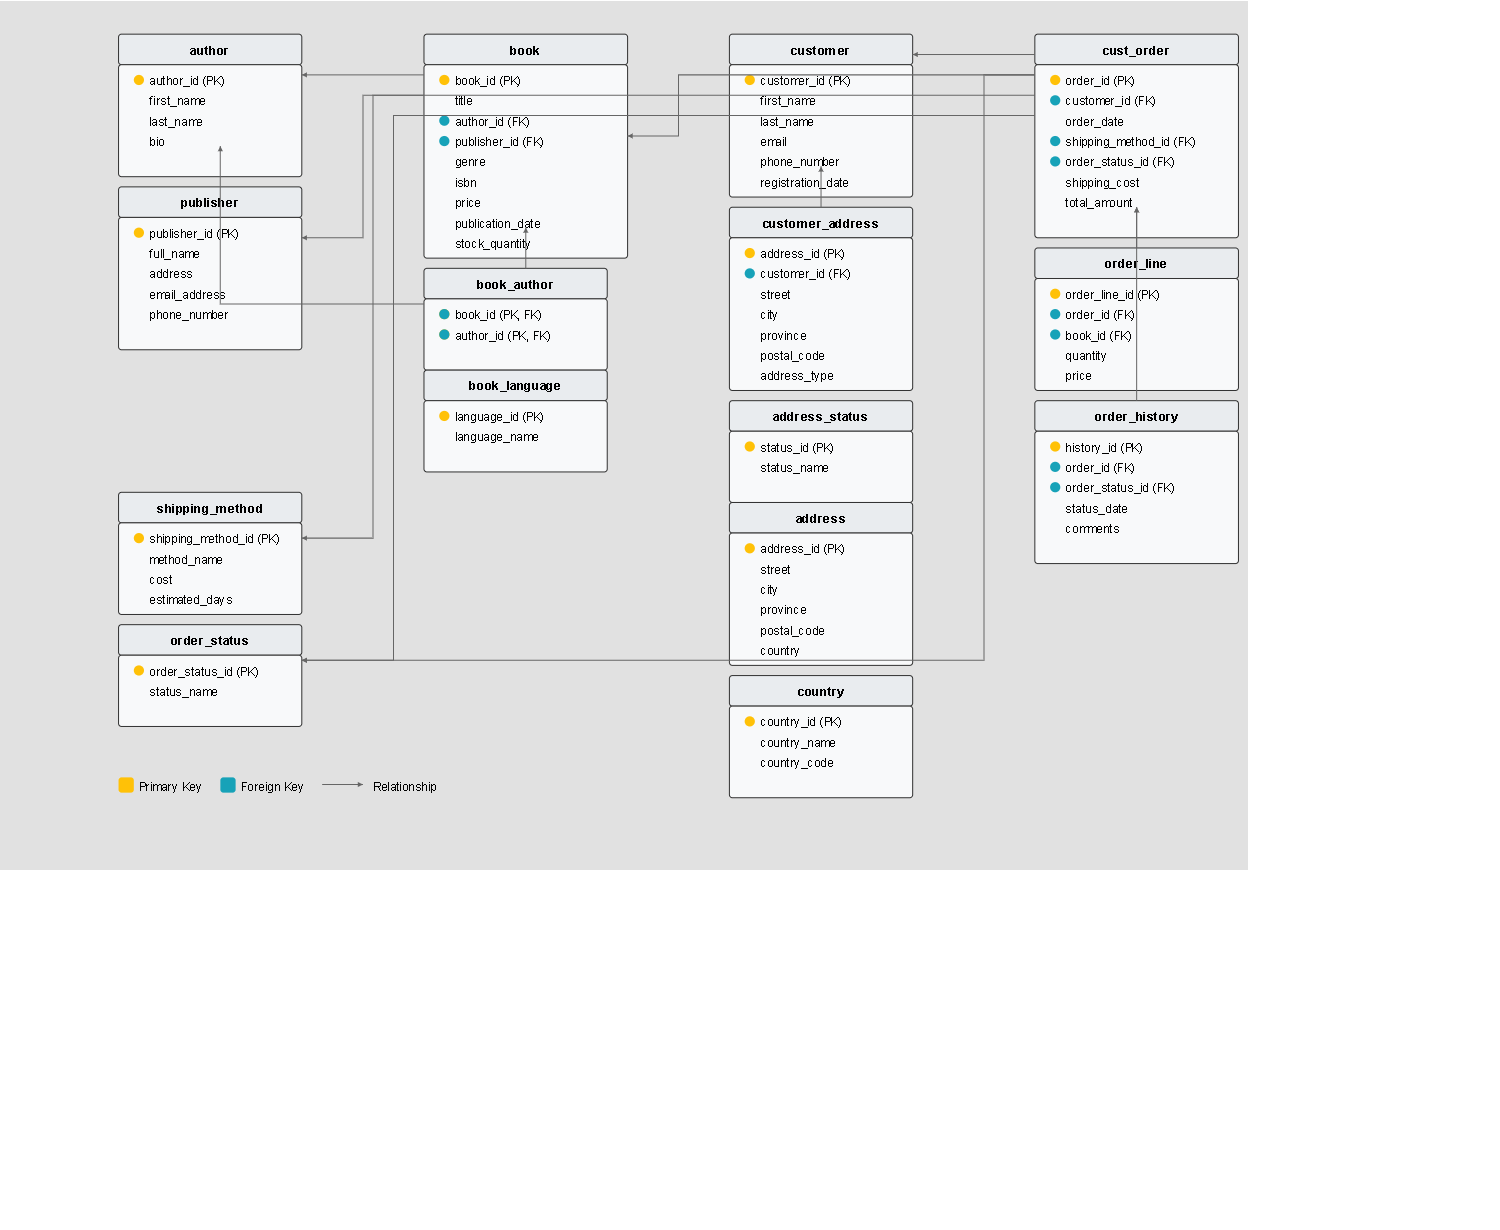 author
author_id (PK)
first_name
last_name
bio
publisher
publisher_id (PK)
full_name
address
email_address
phone_number
shipping_method
shipping_method_id (PK)
method_name
cost
estimated_days
order_status
order_status_id (PK)
status_name
book
book_id (PK)
title
author_id (FK)
publisher_id (FK)
genre
isbn
price
publication_date
stock_quantity
book_author
book_id (PK, FK)
author_id (PK, FK)
book_language
language_id (PK)
language_name
customer
customer_id (PK)
first_name
last_name
email
phone_number
registration_date
customer_address
address_id (PK)
customer_id (FK)
street
city
province
postal_code
address_type
address_status
status_id (PK)
status_name
address
address_id (PK)
street
city
province
postal_code
country
country
country_id (PK)
country_name
country_code
cust_order
order_id (PK)
customer_id (FK)
order_date
shipping_method_id (FK)
order_status_id (FK)
shipping_cost
total_amount
order_line
order_line_id (PK)
order_id (FK)
book_id (FK)
quantity
price
order_history
history_id (PK)
order_id (FK)
order_status_id (FK)
status_date
comments
Primary Key
Foreign Key
Relationship